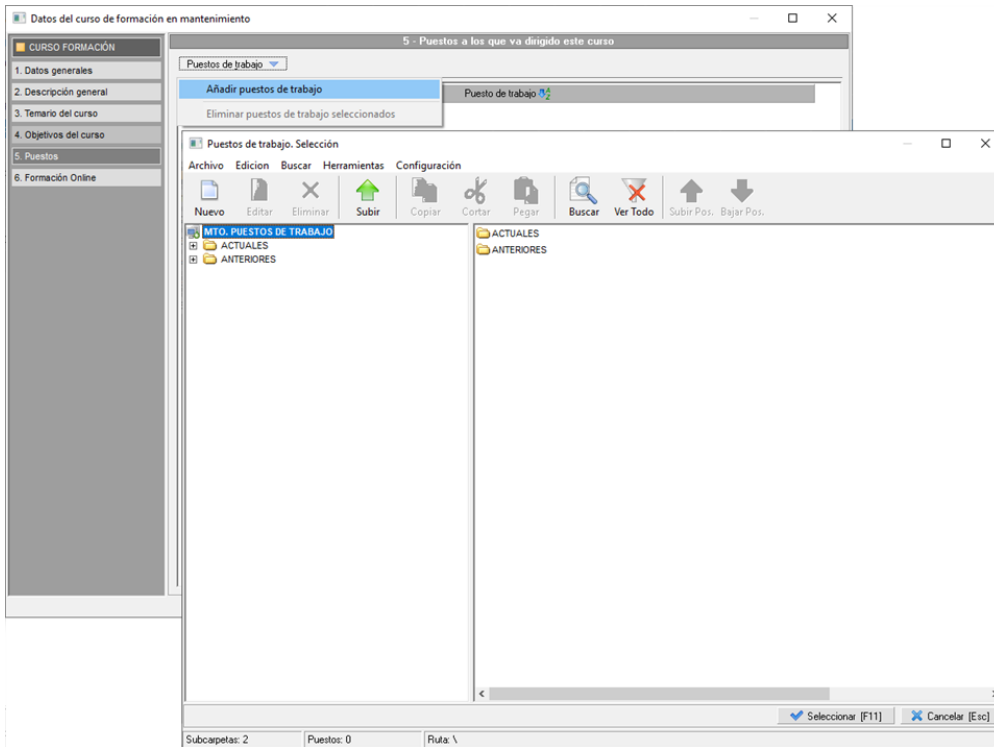 Datos del curso de formación en mantenimiento
CURSO FORMACIÓN
1. Datos generales
2. Descripción general
3. Temario del curso
4. Objetivos del curso
5. Puestos
6. Formación Online
5 - Puestos a los que va dirigido este curso
Puestos de trabajo
Añadir puestos de trabajo
Eliminar puestos de trabajo seleccionados
Puesto de trabajo
Puestos de trabajo. Selección
Archivo Edicion Buscar Herramientas Configuración
Nuevo Editar Eliminar Subir Copiar Cortar Pegar Buscar Ver Todo Subir Pos. Bajar Pos.
MTO. PUESTOS DE TRABAJO
ACTUALES
ANTERIORES
ACTUALES
ANTERIORES
Seleccionar [F11] Cancelar [Esc]
Subcarpetas: 2 Puestos: 0 Ruta: \